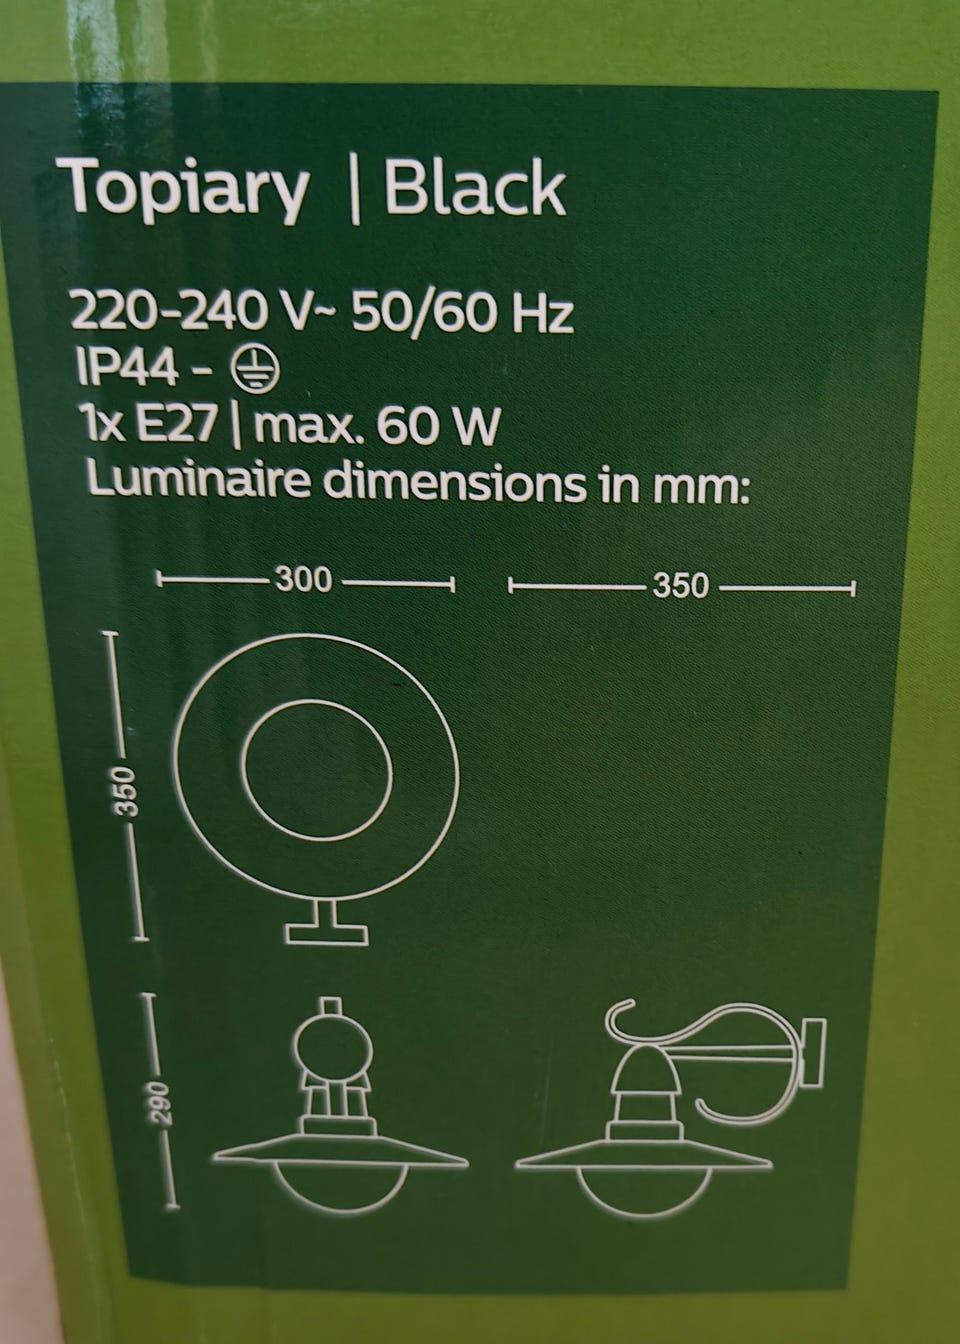 Topiary | Black
220-240 V~ 50/60 Hz
IP44 - ⏚
1x E27 | max. 60 W
Luminaire dimensions in mm:
300
350
350
290